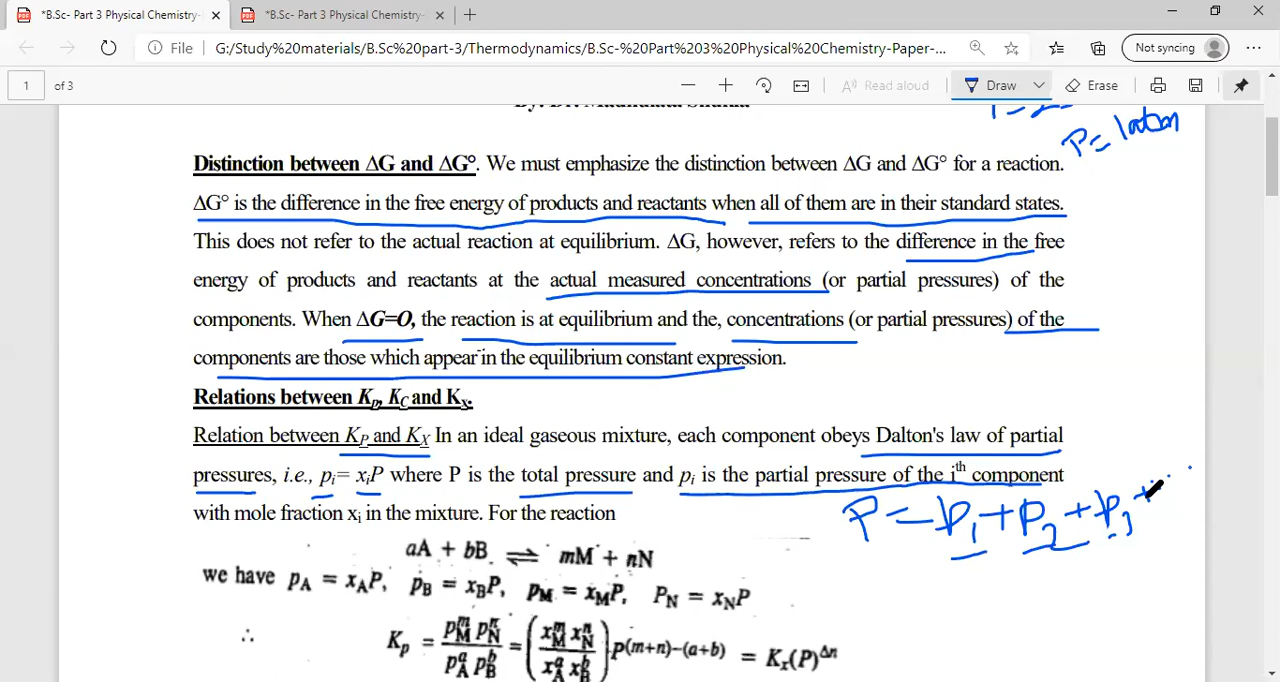 *B.Sc- Part 3 Physical Chemistry-
*B.Sc- Part 3 Physical Chemistry-
File G:/Study%20materials/B.Sc%20part-3/Thermodynamics/B.Sc-%20Part%203%20Physical%20Chemistry-Paper-... Not syncing
1 of 3 Read aloud Draw Erase
P = 1atm
Distinction between ΔG and ΔG°. We must emphasize the distinction between ΔG and ΔG° for a reaction.
ΔG° is the difference in the free energy of products and reactants when all of them are in their standard states.
This does not refer to the actual reaction at equilibrium. ΔG, however, refers to the difference in the free
energy of products and reactants at the actual measured concentrations (or partial pressures) of the
components. When ΔG=O, the reaction is at equilibrium and the, concentrations (or partial pressures) of the
components are those which appear in the equilibrium constant expression.
Relations between Kp, KC and Kx.
Relation between KP and KX In an ideal gaseous mixture, each component obeys Dalton's law of partial
pressures, i.e., pi= xiP where P is the total pressure and pi is the partial pressure of the ith component
with mole fraction xi in the mixture. For the reaction
P = p1 + p2 + p3 + ...
aA + bB ⇌ mM + nN
we have pA = xAP, pB = xBP, pM = xMP, PN = xNP
∴ Kp = pM^m pN^n / pA^a pB^b = (xM^m xN^n / xA^a xB^b) P^(m+n)−(a+b) = Kx(P)^Δn